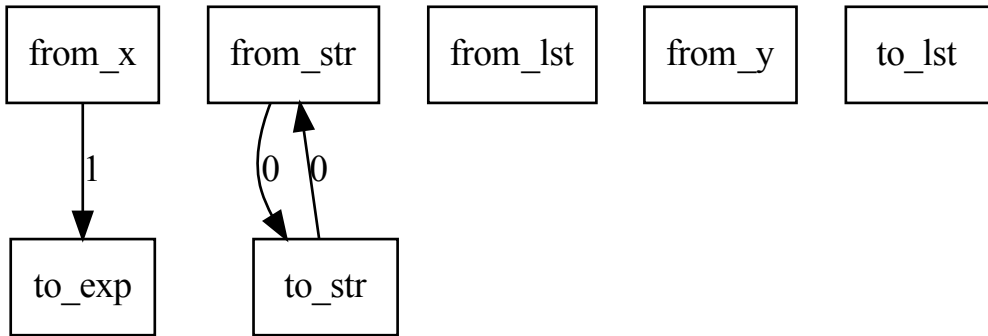 from_x
from_str
from_lst
from_y
to_lst
1
0
0
to_exp
to_str